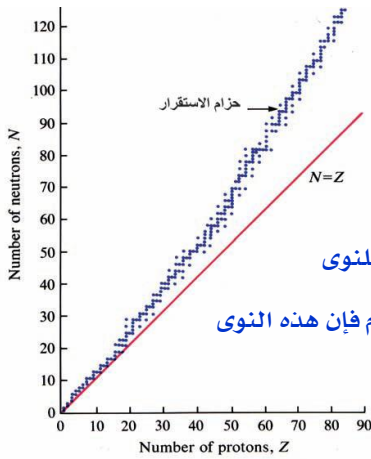 120
110
100
90
80
70
60
50
40
30
20
10
0
Number of neutrons, N
حزام الاستقرار
N=Z
لنوى
م فإن هذه النوى
0 10 20 30 40 50 60 70 80 90
Number of protons, Z